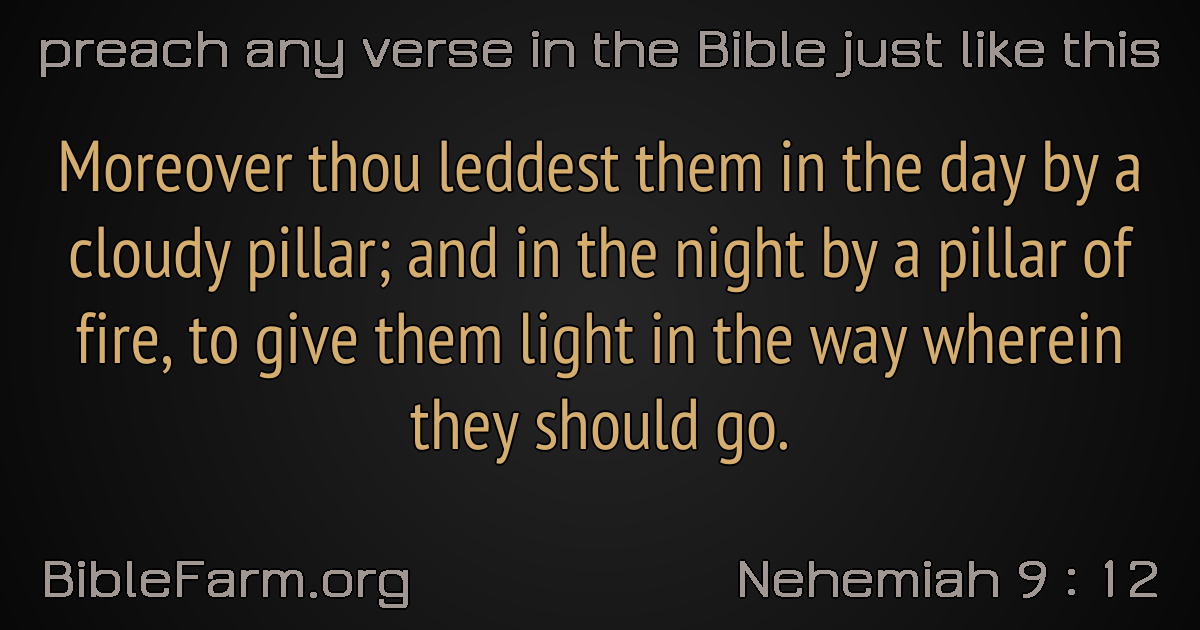 preach any verse in the Bible just like this
Moreover thou leddest them in the day by a
cloudy pillar; and in the night by a pillar of
fire, to give them light in the way wherein
they should go.
BibleFarm.org
Nehemiah 9 : 12